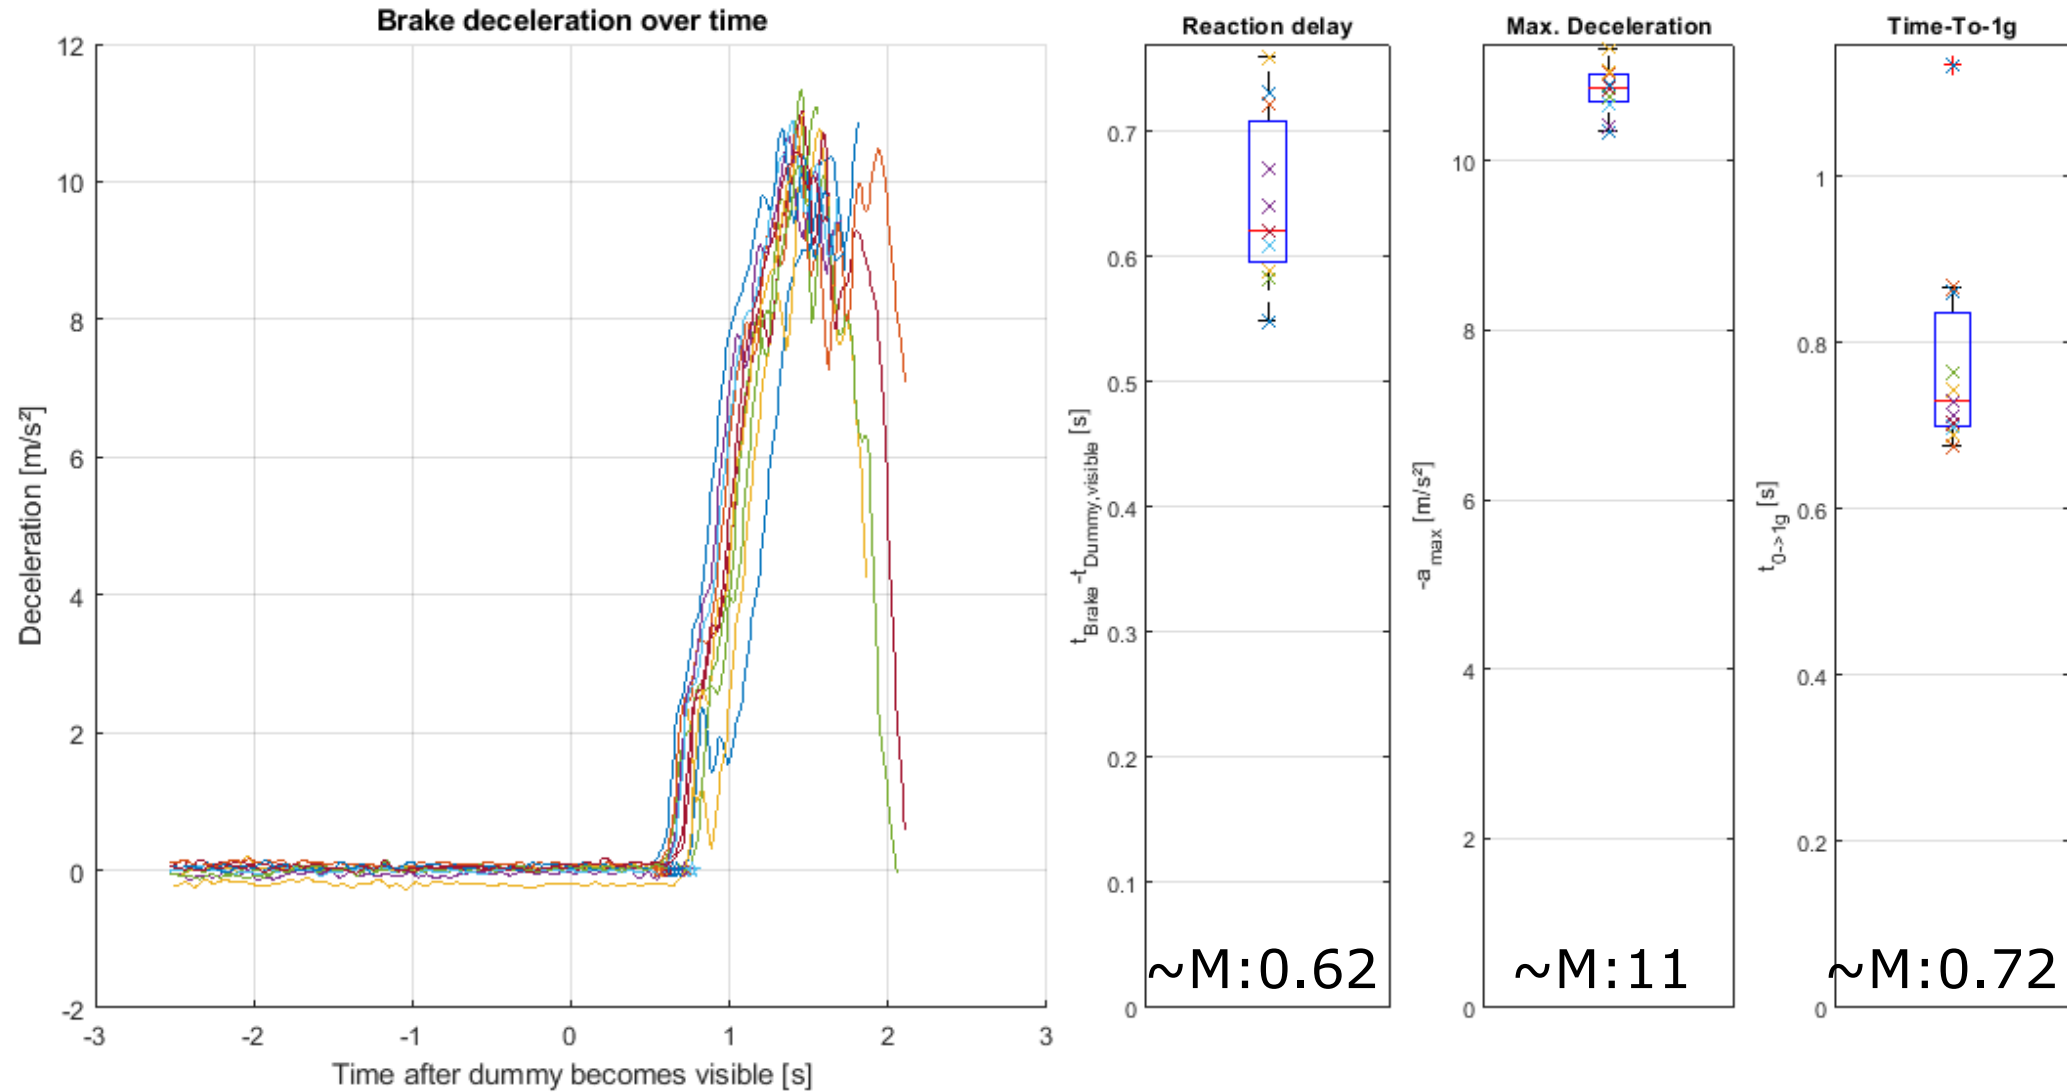 Brake deceleration over time
12
10
8
6
4
2
0
-2
Deceleration [m/s²]
-3 -2 -1 0 1 2 3
Time after dummy becomes visible [s]
Reaction delay
0.7
0.6
0.5
0.4
0.3
0.2
0.1
0
t_Brake-t_Dummy,visible [s]
~M:0.62
Max. Deceleration
10
8
6
4
2
0
-a_max [m/s²]
~M:11
Time-To-1g
1
0.8
0.6
0.4
0.2
0
t_0->1g [s]
~M:0.72